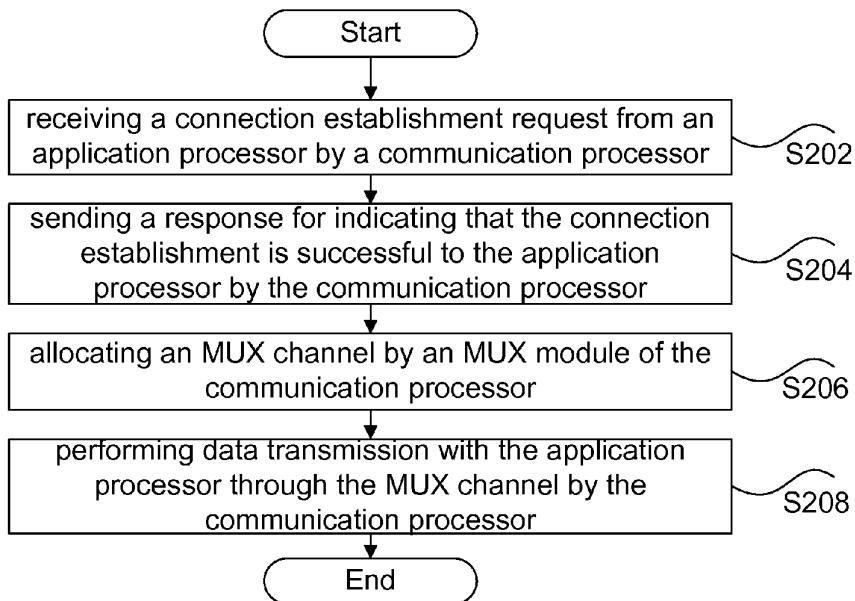 Start
receiving a connection establishment request from an
application processor by a communication processor
S202
sending a response for indicating that the connection
establishment is successful to the application
processor by the communication processor
S204
allocating an MUX channel by an MUX module of the
communication processor
S206
performing data transmission with the application
processor through the MUX channel by the
communication processor
S208
End